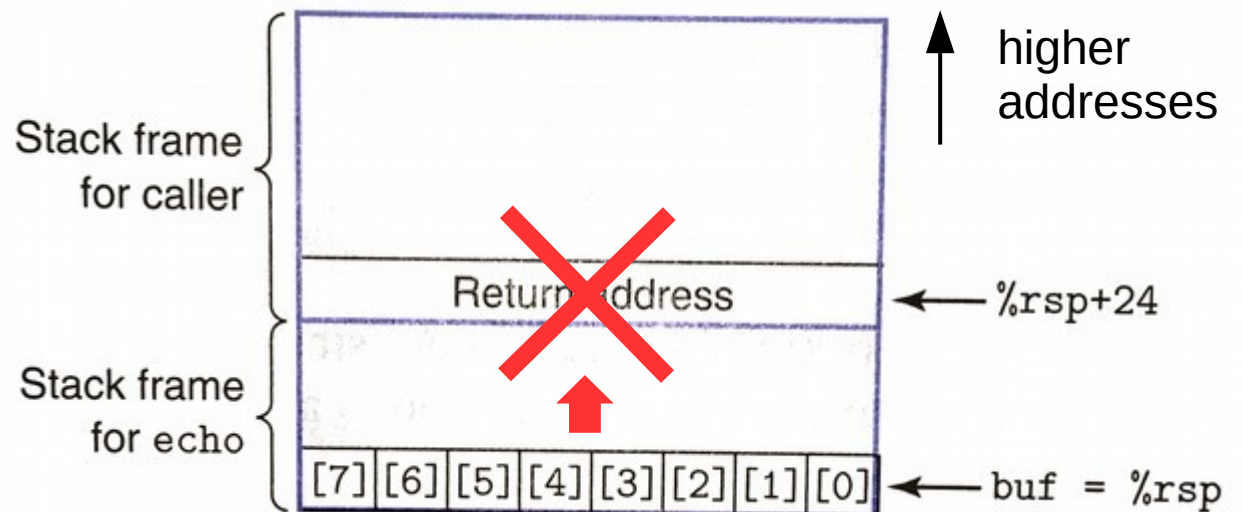 higher
addresses
Stack frame
for caller
Return address
%rsp+24
Stack frame
for echo
[7] [6] [5] [4] [3] [2] [1] [0]
buf = %rsp